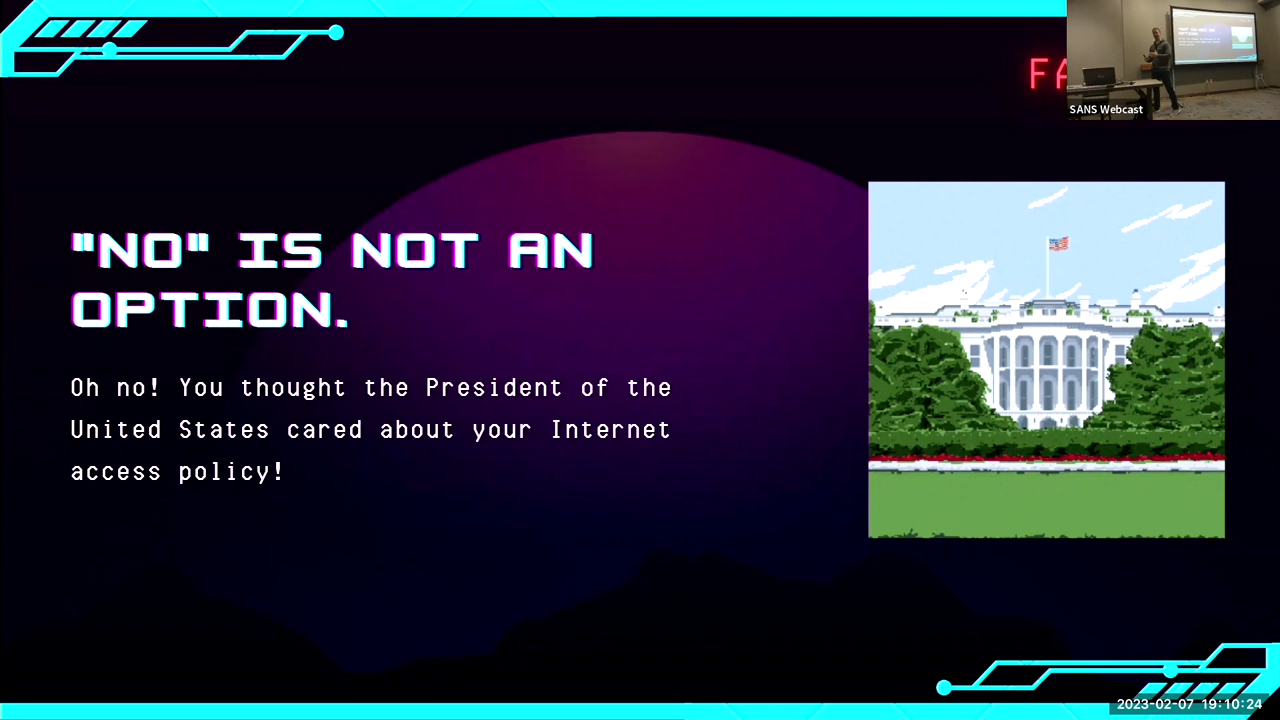 FA
SANS Webcast
"NO" IS NOT AN
OPTION.
Oh no! You thought the President of the
United States cared about your Internet
access policy!
2023-02-07 19:10:24